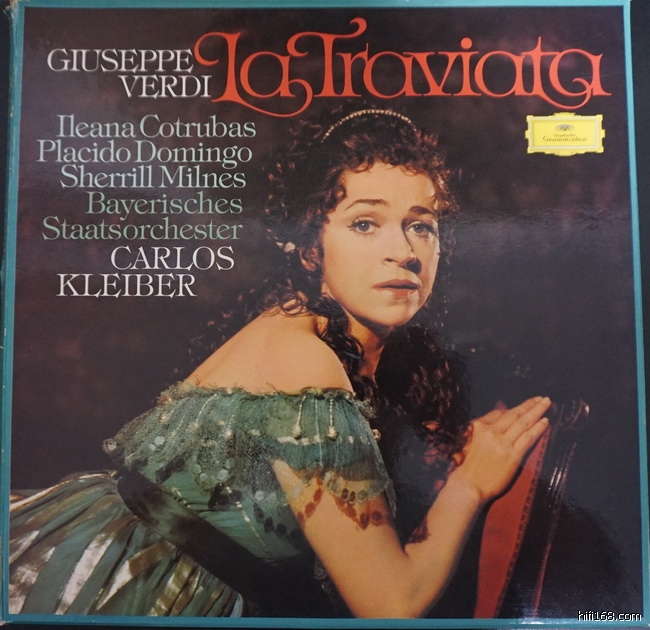 GIUSEPPE
VERDI
La Traviata
Ileana Cotrubas
Placido Domingo
Sherrill Milnes
Bayerisches
Staatsorchester
CARLOS
KLEIBER
Deutsche
Grammophon
hifi168.com